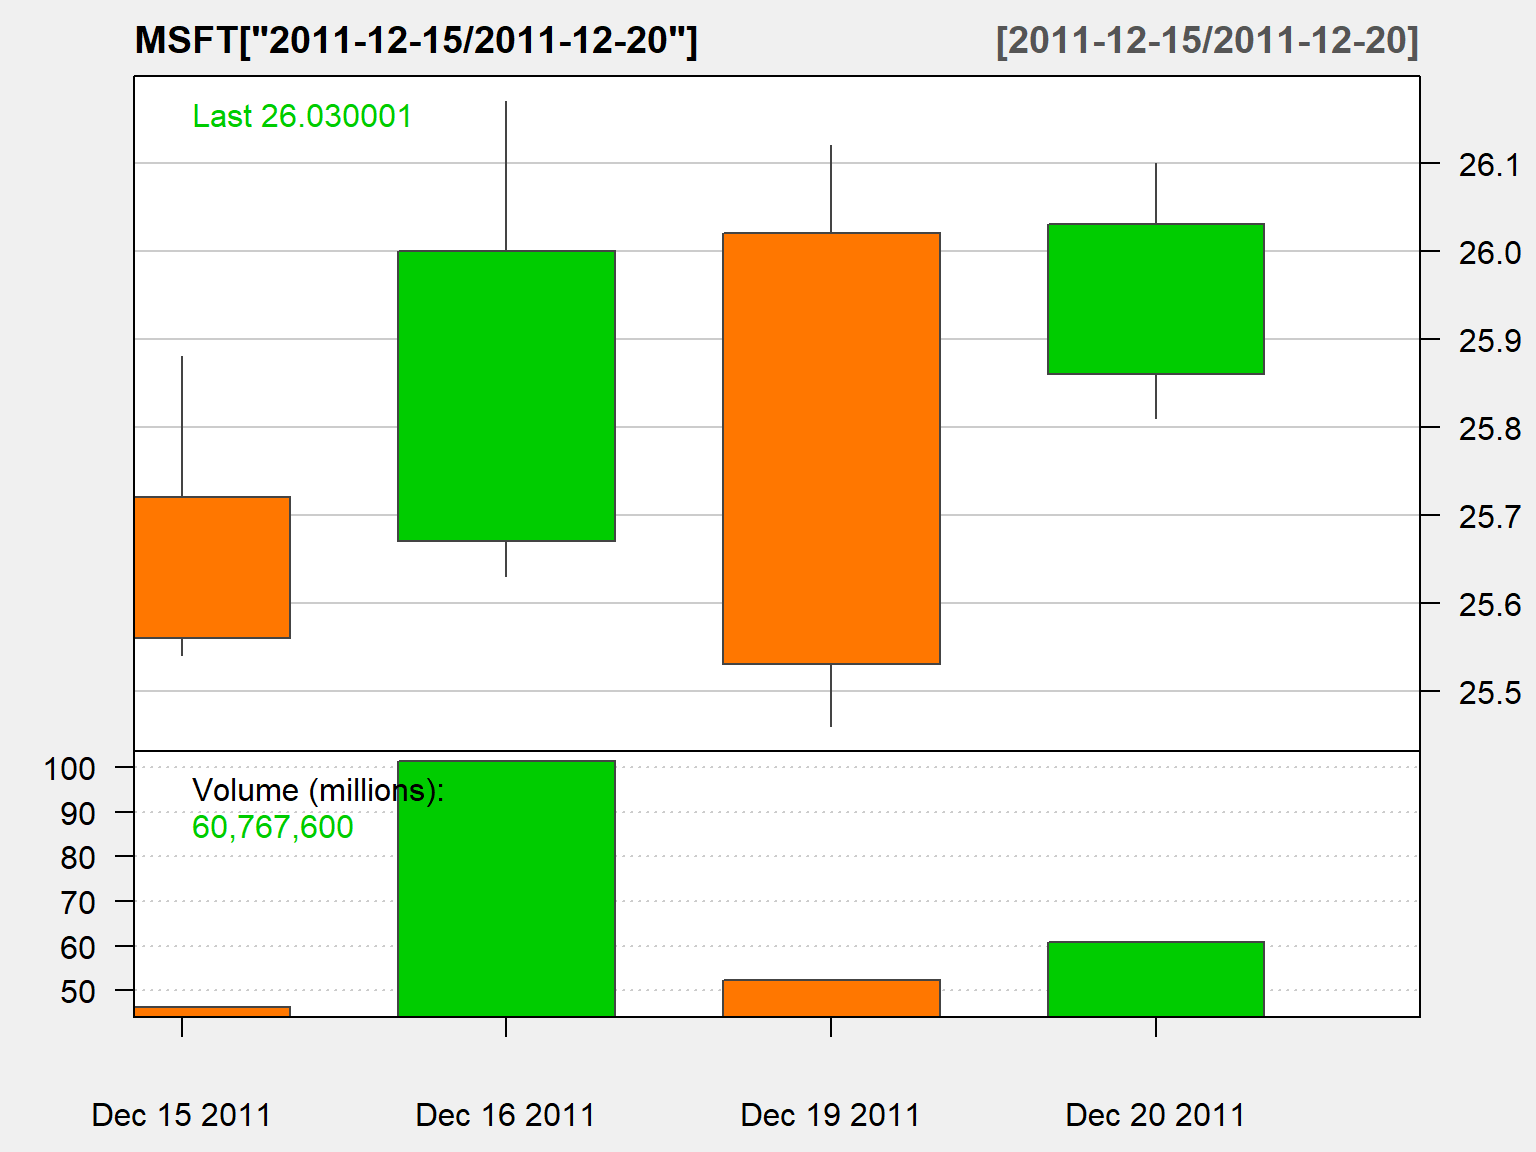 MSFT["2011-12-15/2011-12-20"]
[2011-12-15/2011-12-20]
Last 26.030001
26.1
26.0
25.9
25.8
25.7
25.6
25.5
Volume (millions):
60,767,600
100
90
80
70
60
50
Dec 15 2011
Dec 16 2011
Dec 19 2011
Dec 20 2011